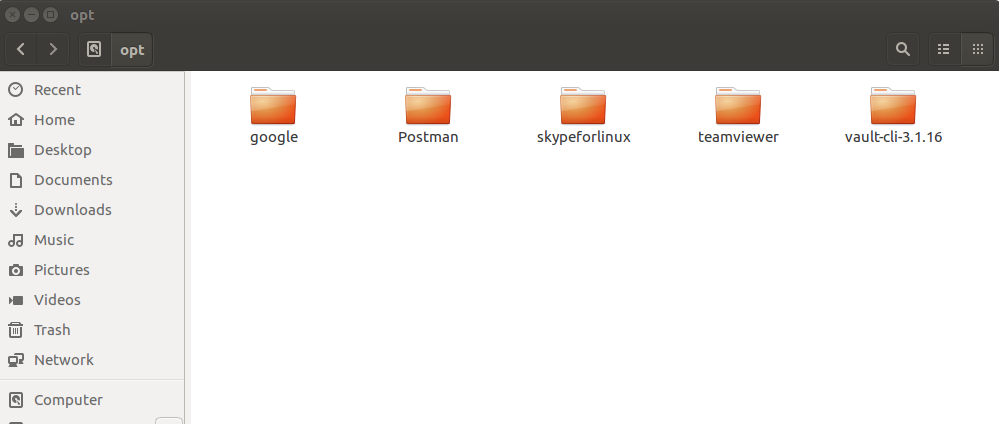 opt
opt
Recent
Home
Desktop
Documents
Downloads
Music
Pictures
Videos
Trash
Network
Computer
google
Postman
skypeforlinux
teamviewer
vault-cli-3.1.16